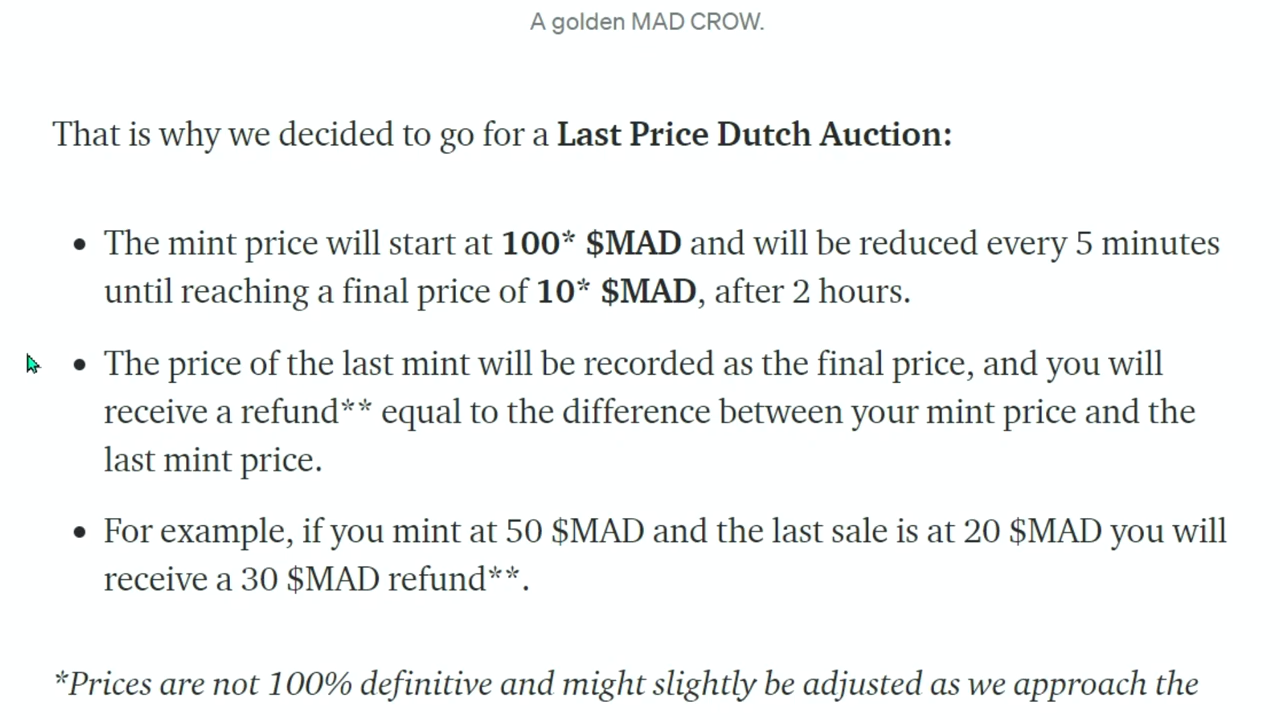 A golden MAD CROW.
That is why we decided to go for a Last Price Dutch Auction:
• The mint price will start at 100* $MAD and will be reduced every 5 minutes
until reaching a final price of 10* $MAD, after 2 hours.
• The price of the last mint will be recorded as the final price, and you will
receive a refund** equal to the difference between your mint price and the
last mint price.
• For example, if you mint at 50 $MAD and the last sale is at 20 $MAD you will
receive a 30 $MAD refund**.
*Prices are not 100% definitive and might slightly be adjusted as we approach the